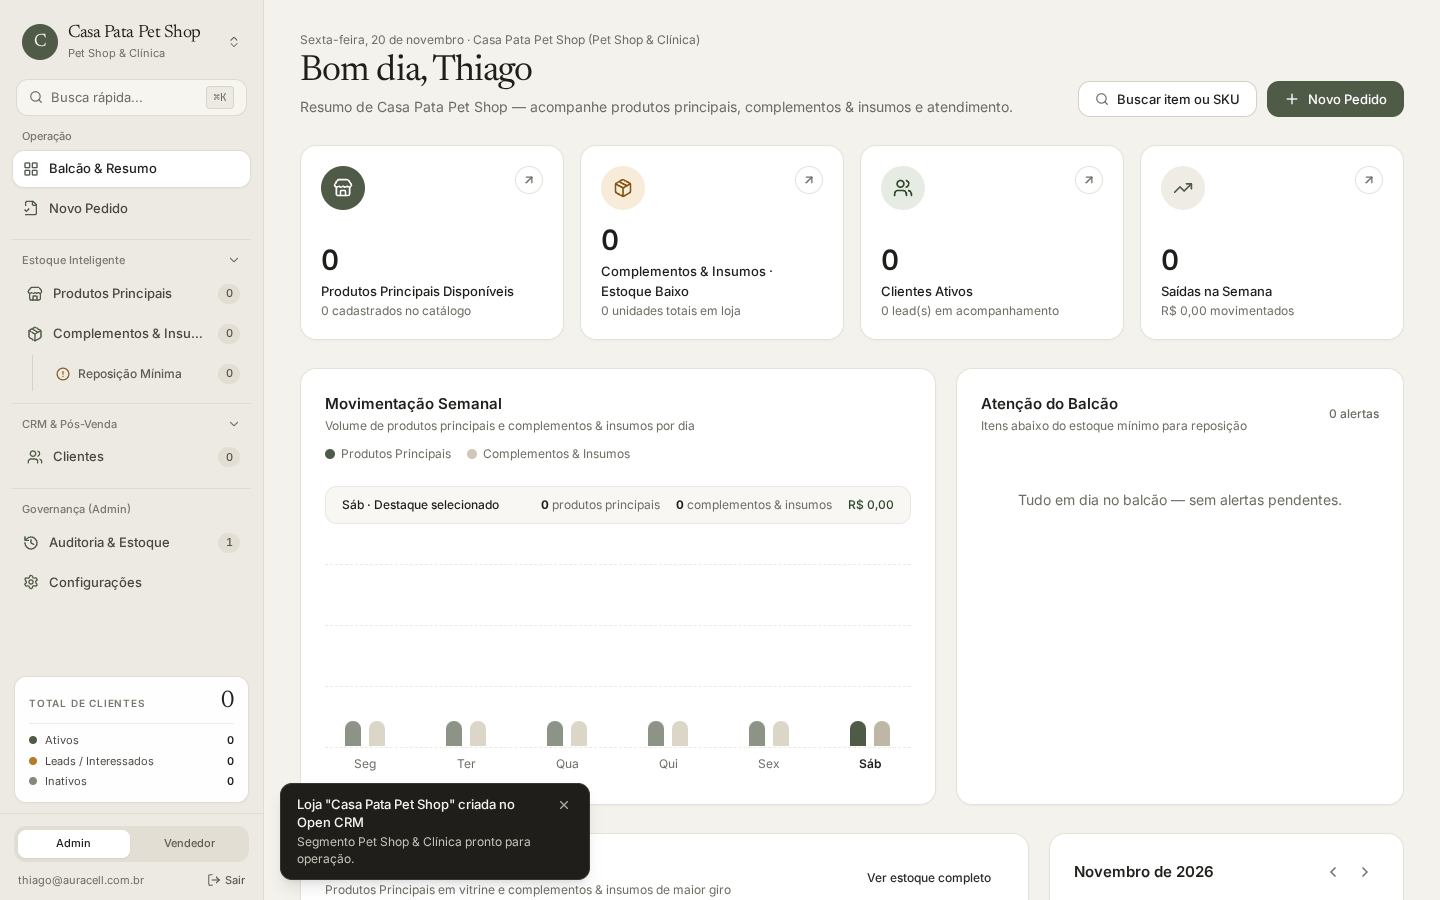 C
Casa Pata Pet Shop
Pet Shop & Clínica
Busca rápida...
⌘K
Operação
Balcão & Resumo
Novo Pedido
Estoque Inteligente
Produtos Principais
0
Complementos & Insu...
0
Reposição Mínima
0
CRM & Pós-Venda
Clientes
0
Governança (Admin)
Auditoria & Estoque
1
Configurações
TOTAL DE CLIENTES
0
Ativos
0
Leads / Interessados
0
Inativos
0
Admin
Vendedor
thiago@auracell.com.br
Sair
Sexta-feira, 20 de novembro · Casa Pata Pet Shop (Pet Shop & Clínica)
Bom dia, Thiago
Resumo de Casa Pata Pet Shop — acompanhe produtos principais, complementos & insumos e atendimento.
Buscar item ou SKU
Novo Pedido
0
Produtos Principais Disponíveis
0 cadastrados no catálogo
0
Complementos & Insumos ·
Estoque Baixo
0 unidades totais em loja
0
Clientes Ativos
0 lead(s) em acompanhamento
0
Saídas na Semana
R$ 0,00 movimentados
Movimentação Semanal
Volume de produtos principais e complementos & insumos por dia
Produtos Principais
Complementos & Insumos
Sáb · Destaque selecionado
0 produtos principais
0 complementos & insumos
R$ 0,00
Seg
Ter
Qua
Qui
Sex
Sáb
Atenção do Balcão
Itens abaixo do estoque mínimo para reposição
0 alertas
Tudo em dia no balcão — sem alertas pendentes.
Loja "Casa Pata Pet Shop" criada no
Open CRM
Segmento Pet Shop & Clínica pronto para
operação.
Produtos Principais em vitrine e complementos & insumos de maior giro
Ver estoque completo
Novembro de 2026